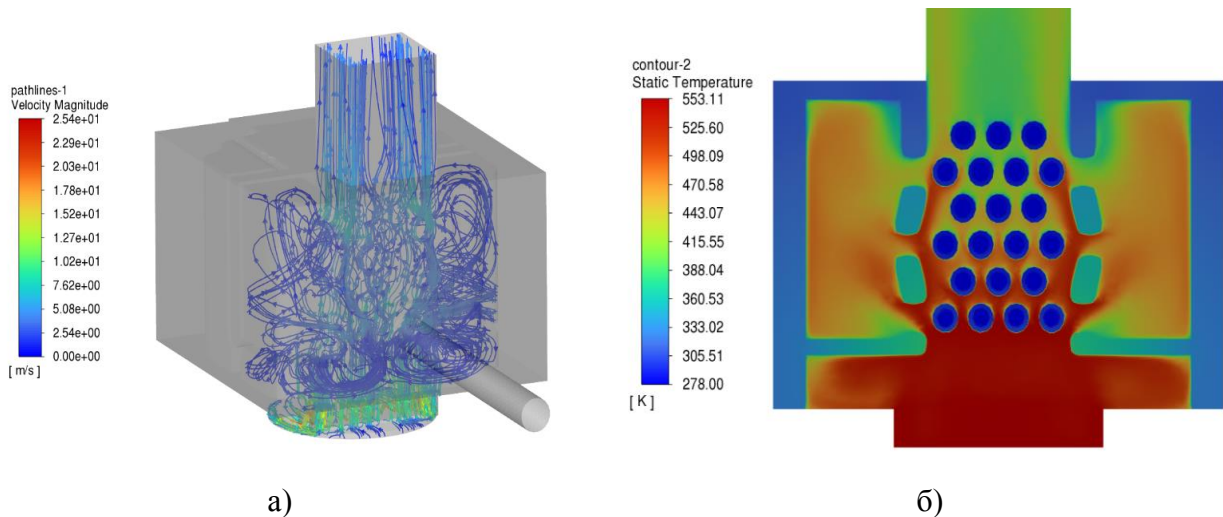 pathlines-1
Velocity Magnitude
2.54e+01
2.29e+01
2.03e+01
1.78e+01
1.52e+01
1.27e+01
1.02e+01
7.62e+00
5.08e+00
2.54e+00
0.00e+00
[ m/s ]
contour-2
Static Temperature
553.11
525.60
498.09
470.58
443.07
415.55
388.04
360.53
333.02
305.51
278.00
[ K ]
а)
б)